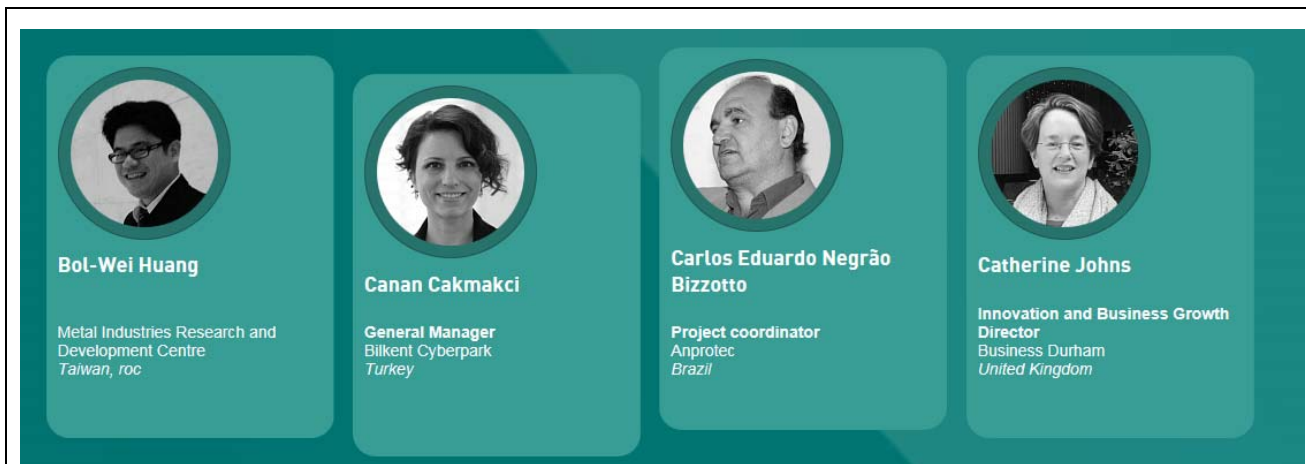 Bol-Wei Huang
Metal Industries Research and
Development Centre
Taiwan, roc
Canan Cakmakci
General Manager
Bilkent Cyberpark
Turkey
Carlos Eduardo Negrão
Bizzotto
Project coordinator
Anprotec
Brazil
Catherine Johns
Innovation and Business Growth
Director
Business Durham
United Kingdom